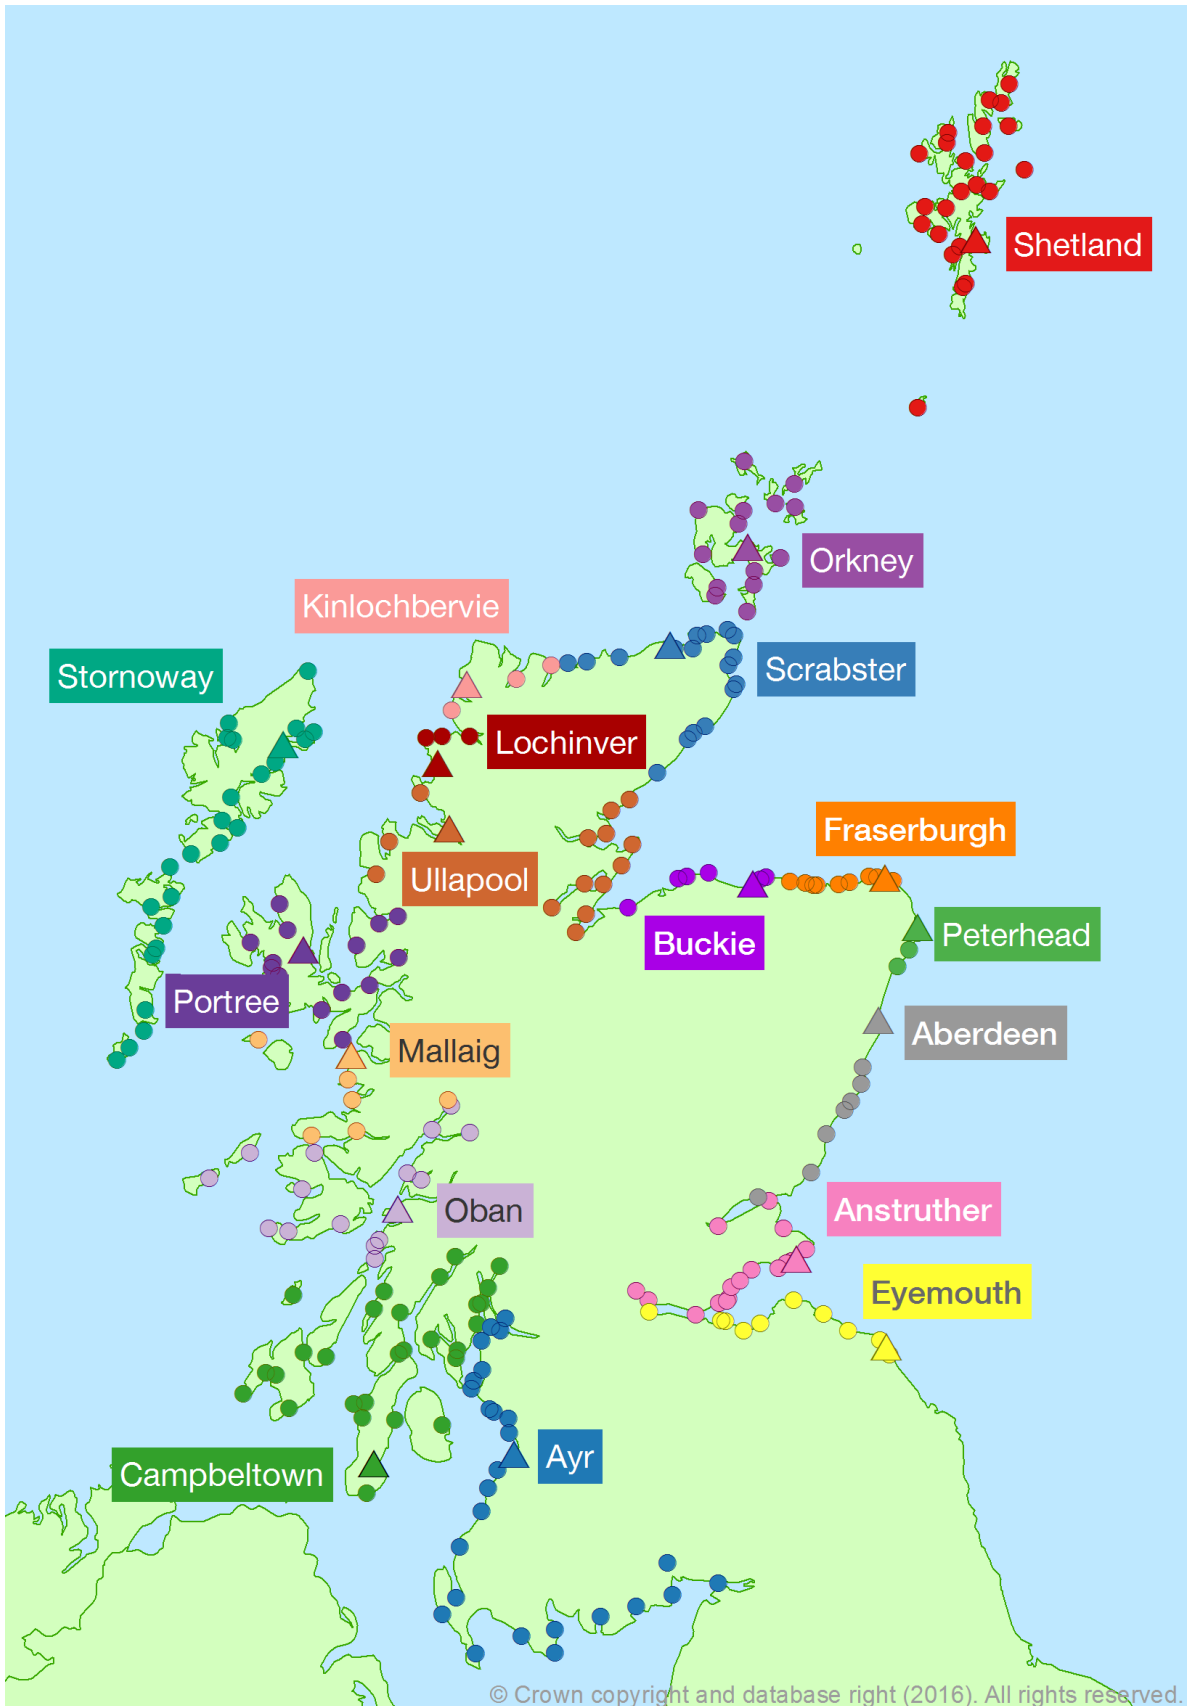 Shetland
Orkney
Kinlochbervie
Scrabster
Stornoway
Lochinver
Fraserburgh
Ullapool
Buckie
Peterhead
Portree
Aberdeen
Mallaig
Anstruther
Oban
Eyemouth
Ayr
Campbeltown
© Crown copyright and database right (2016). All rights reserved.